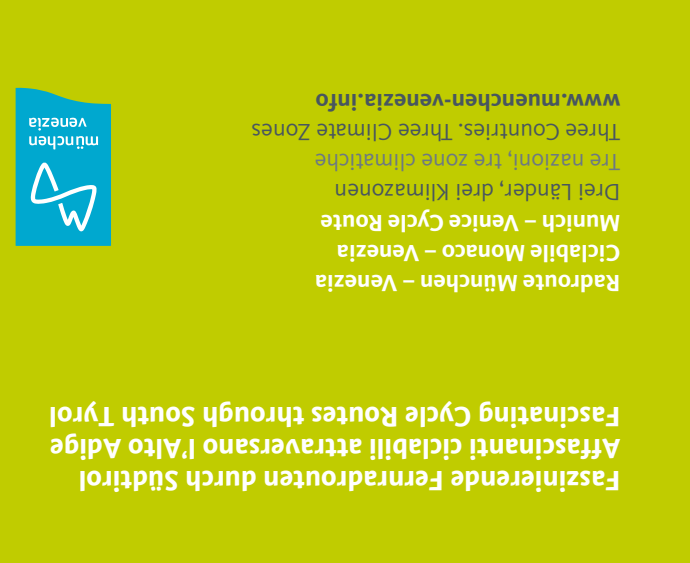 Faszinierende Fernradrouten durch Südtirol
Affascinanti ciclabili attraversano l'Alto Adige
Fascinating Cycle Routes through South Tyrol
Radroute München – Venezia
Ciclabile Monaco – Venezia
Munich – Venice Cycle Route
Drei Länder, drei Klimazonen
Tre nazioni, tre zone climatiche
Three Countries. Three Climate Zones
www.muenchen-venezia.info
münchen
venezia